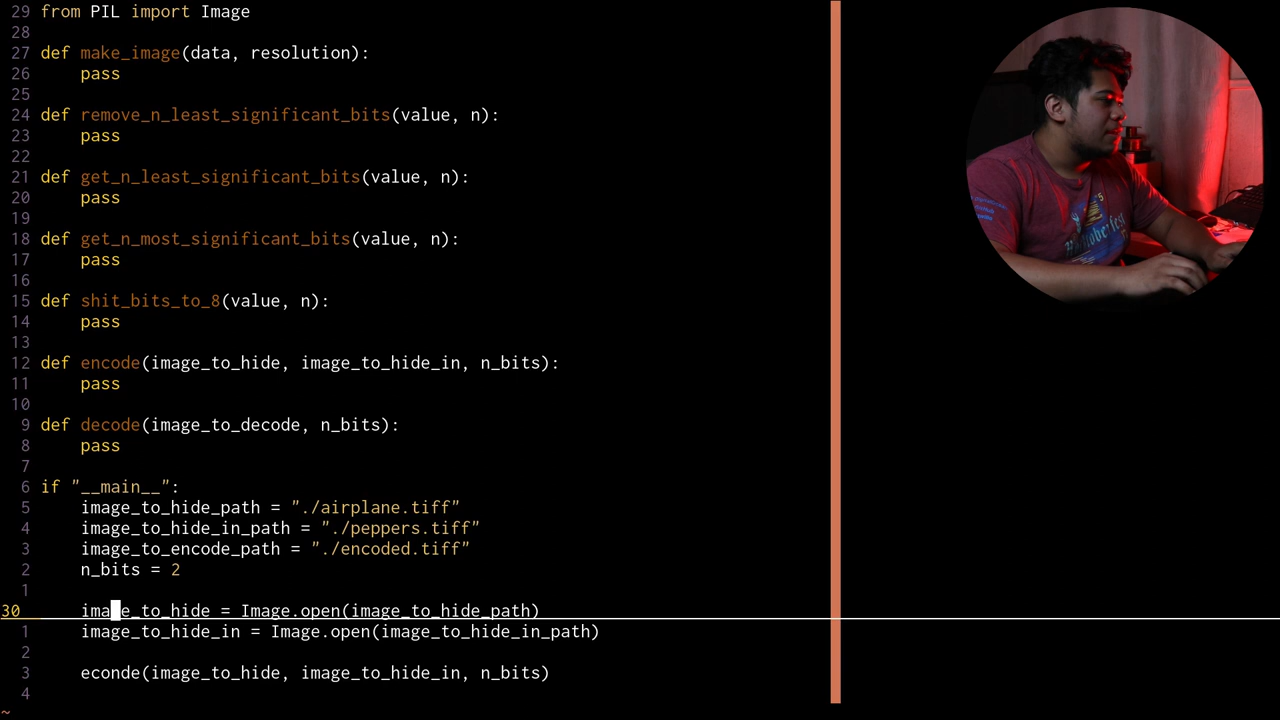 29 from PIL import Image
28
27 def make_image(data, resolution):
26     pass
25
24 def remove_n_least_significant_bits(value, n):
23     pass
22
21 def get_n_least_significant_bits(value, n):
20     pass
19
18 def get_n_most_significant_bits(value, n):
17     pass
16
15 def shit_bits_to_8(value, n):
14     pass
13
12 def encode(image_to_hide, image_to_hide_in, n_bits):
11     pass
10
9 def decode(image_to_decode, n_bits):
8     pass
7
6 if "__main__":
5     image_to_hide_path = "./airplane.tiff"
4     image_to_hide_in_path = "./peppers.tiff"
3     image_to_encode_path = "./encoded.tiff"
2     n_bits = 2
1
30     image_to_hide = Image.open(image_to_hide_path)
1     image_to_hide_in = Image.open(image_to_hide_in_path)
2
3     econde(image_to_hide, image_to_hide_in, n_bits)
4
~